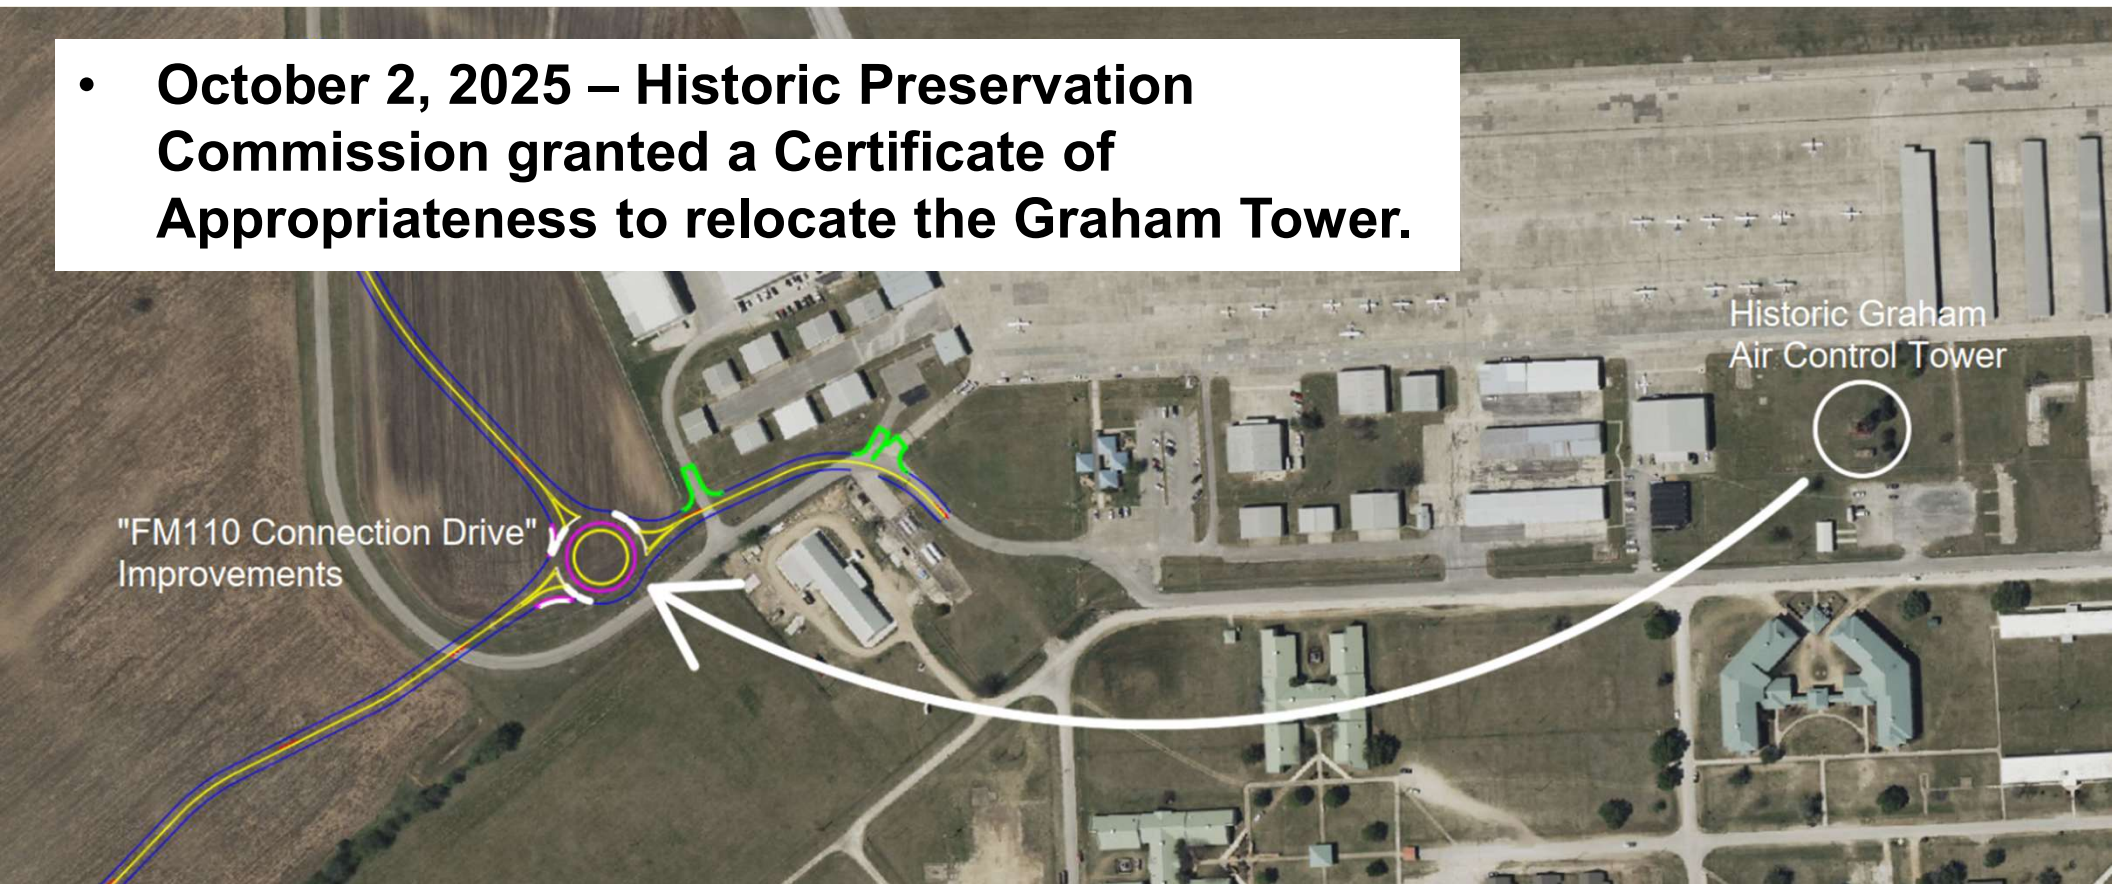 • October 2, 2025 – Historic Preservation
Commission granted a Certificate of
Appropriateness to relocate the Graham Tower.
Historic Graham
Air Control Tower
"FM110 Connection Drive"
Improvements